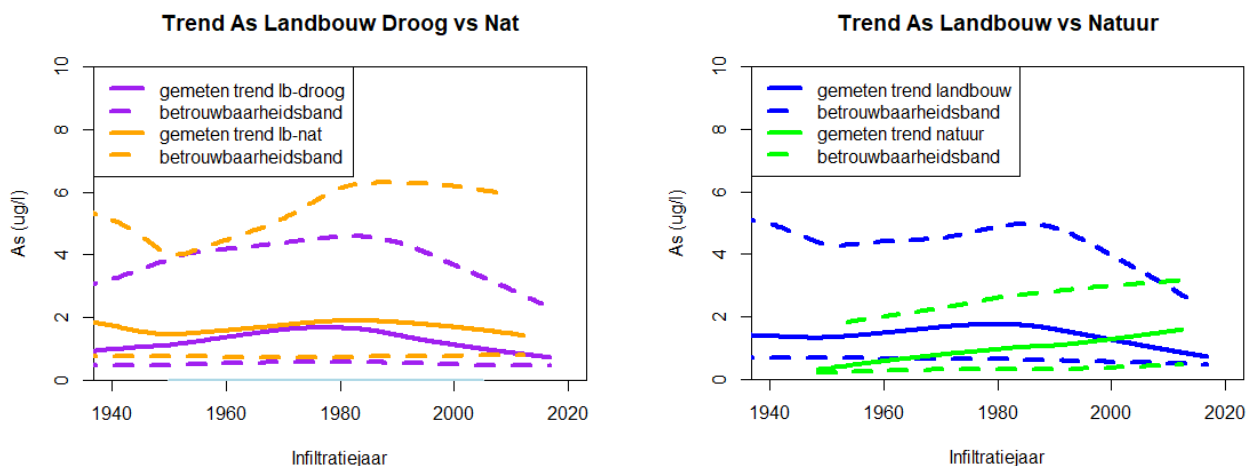 Trend As Landbouw Droog vs Nat
As (ug/l)
10
8
6
4
2
0
gemeten trend lb-droog
betrouwbaarheidsband
gemeten trend lb-nat
betrouwbaarheidsband
1940 1960 1980 2000 2020
Infiltratiejaar
Trend As Landbouw vs Natuur
As (ug/l)
10
8
6
4
2
0
gemeten trend landbouw
betrouwbaarheidsband
gemeten trend natuur
betrouwbaarheidsband
1940 1960 1980 2000 2020
Infiltratiejaar